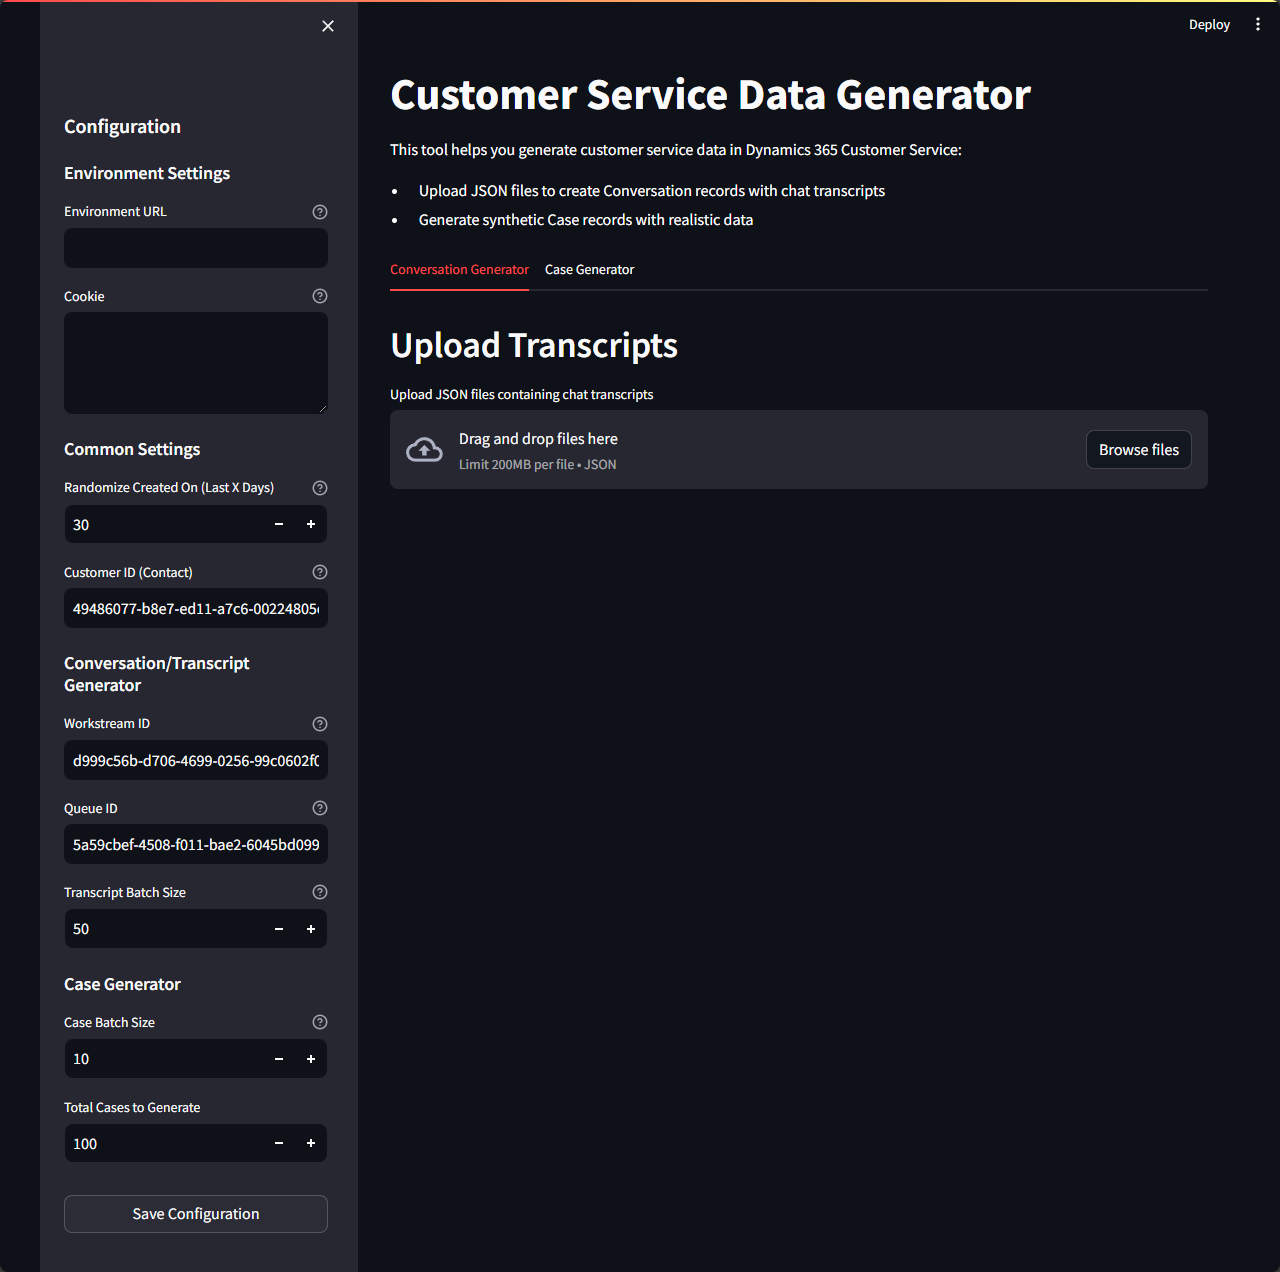 Deploy
Configuration
Environment Settings
Environment URL
Cookie
Common Settings
Randomize Created On (Last X Days)
30
Customer ID (Contact)
49486077-b8e7-ed11-a7c6-00224805
Conversation/Transcript
Generator
Workstream ID
d999c56b-d706-4699-0256-99c0602f
Queue ID
5a59cbef-4508-f011-bae2-6045bd099
Transcript Batch Size
50
Case Generator
Case Batch Size
10
Total Cases to Generate
100
Save Configuration
Customer Service Data Generator
This tool helps you generate customer service data in Dynamics 365 Customer Service:
• Upload JSON files to create Conversation records with chat transcripts
• Generate synthetic Case records with realistic data
Conversation Generator Case Generator
Upload Transcripts
Upload JSON files containing chat transcripts
Drag and drop files here
Limit 200MB per file • JSON
Browse files